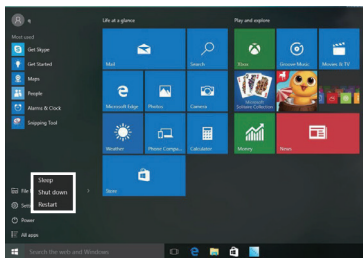 q
Life at a glance
Play and explore
Most used
Get Skype
Get Started
Maps
People
Alarms & Clock
Snipping Tool
Mail
Search
Xbox
Groove Music
Movies & TV
Microsoft Edge
Photos
Camera
Microsoft
Solitaire Collection
Weather
Phone Compa...
Calculator
Money
News
Store
Sleep
Shut down
Restart
File
Power
All apps
Search the web and Windows